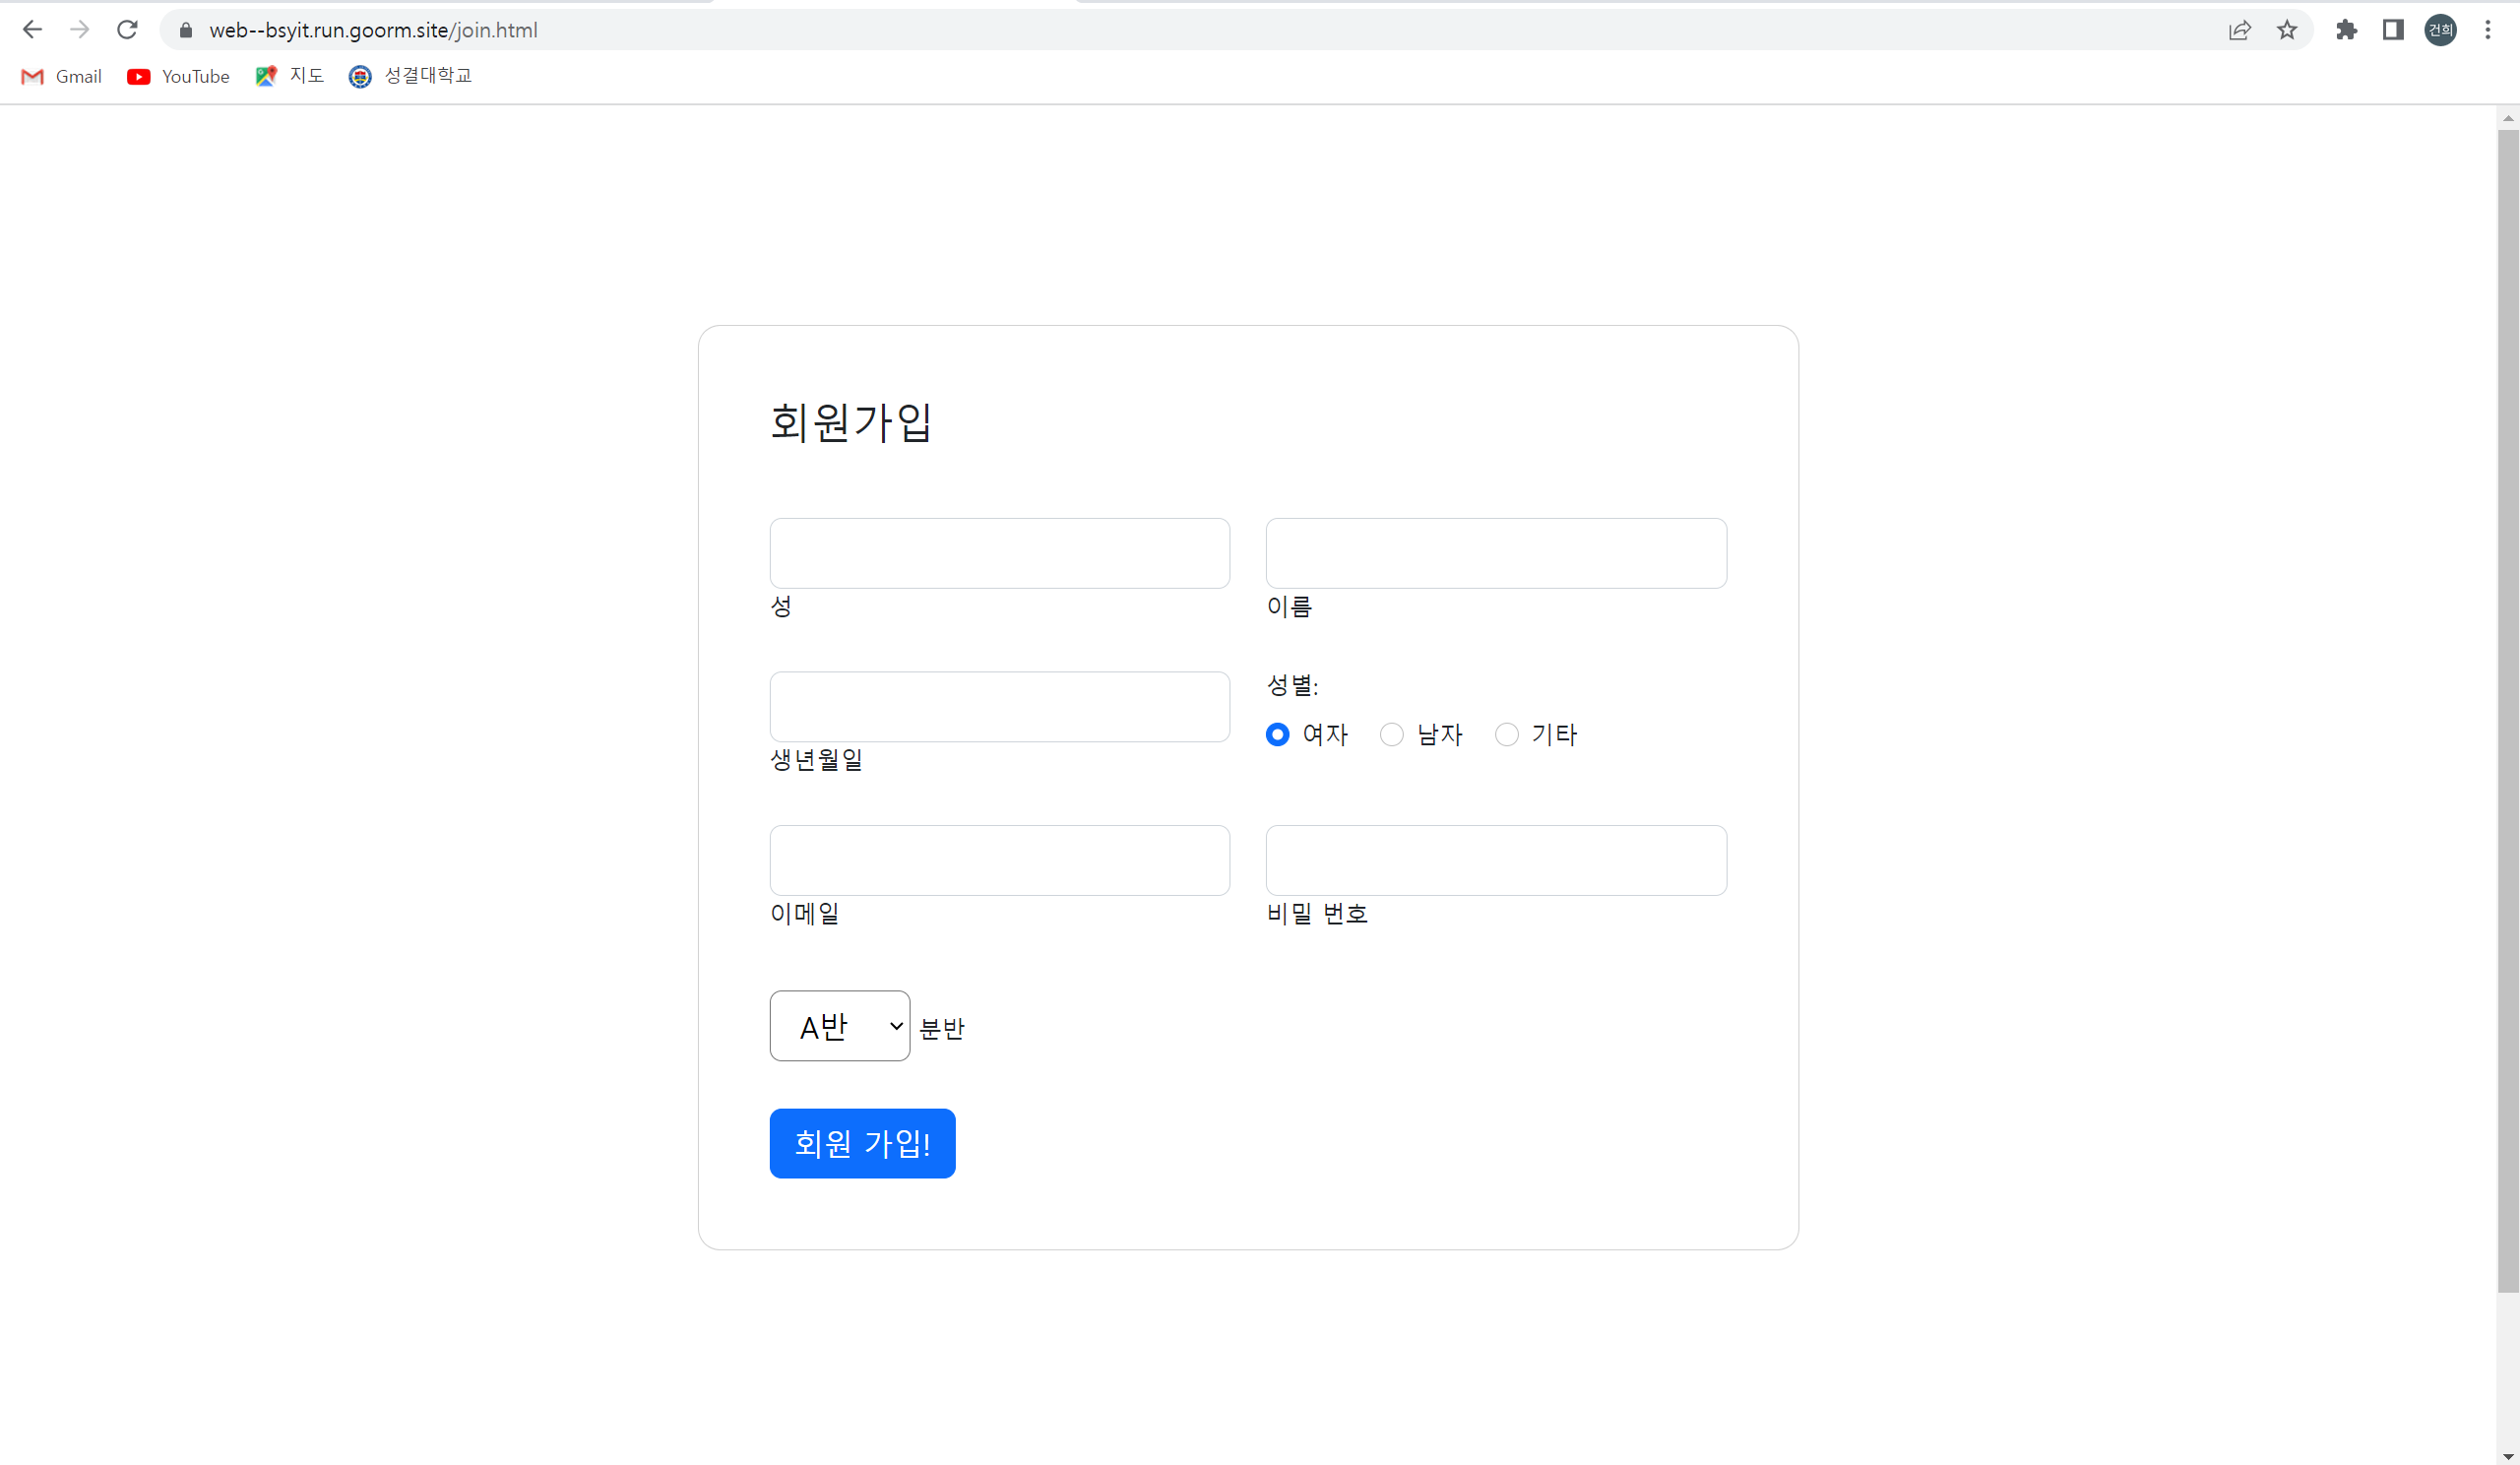 web--bsyit.run.goorm.site/join.html
건희
Gmail YouTube 지도 성결대학교
회원가입
성 이름
성별:
여자 남자 기타
생년월일
이메일 비밀 번호
A반 분반
회원 가입!